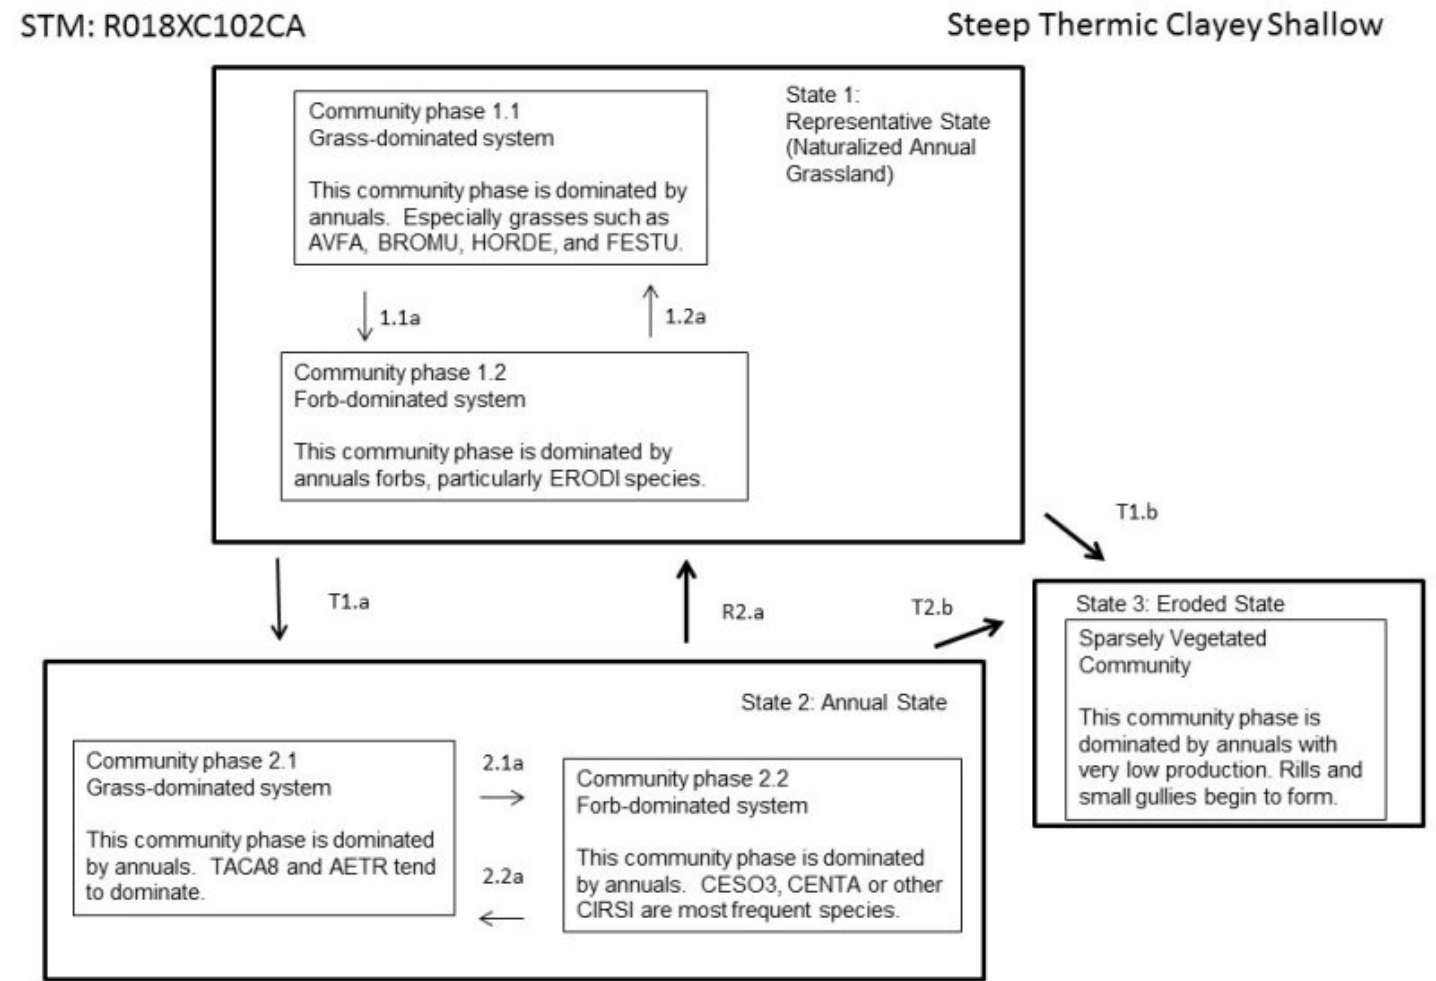 STM: R018XC102CA
Steep Thermic Clayey Shallow
State 1:
Representative State
(Naturalized Annual
Grassland)
Community phase 1.1
Grass-dominated system
This community phase is dominated by
annuals. Especially grasses such as
AVFA, BROMU, HORDE, and FESTU.
1.1a
1.2a
Community phase 1.2
Forb-dominated system
This community phase is dominated by
annuals forbs, particularly ERODI species.
T1.b
T1.a
R2.a
T2.b
State 3: Eroded State
Sparsely Vegetated
Community
This community phase is
dominated by annuals with
very low production. Rills and
small gullies begin to form.
State 2: Annual State
Community phase 2.1
Grass-dominated system
This community phase is dominated
by annuals. TACA8 and AETR tend
to dominate.
2.1a
2.2a
Community phase 2.2
Forb-dominated system
This community phase is dominated
by annuals. CESO3, CENTA or other
CIRSI are most frequent species.